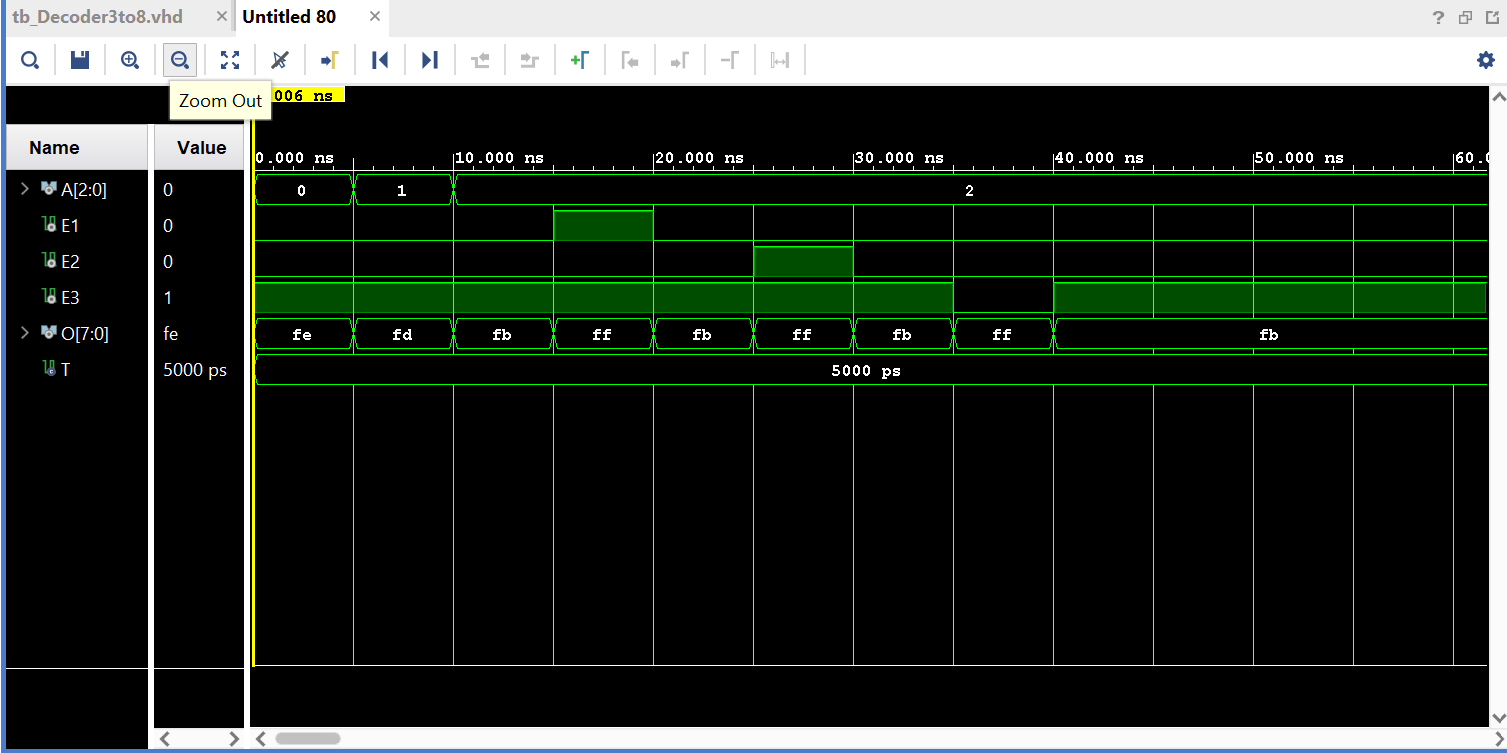 tb_Decoder3to8.vhd × Untitled 80 ×
Zoom Out 006 ns
Name Value
0.000 ns 10.000 ns 20.000 ns 30.000 ns 40.000 ns 50.000 ns 60.0
A[2:0] 0 0 1 2
E1 0
E2 0
E3 1
O[7:0] fe fe fd fb ff fb ff fb ff fb
T 5000 ps 5000 ps